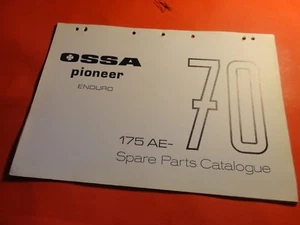 OSSA
pioneer
ENDURO
70
175 AE-
Spare Parts Catalogue